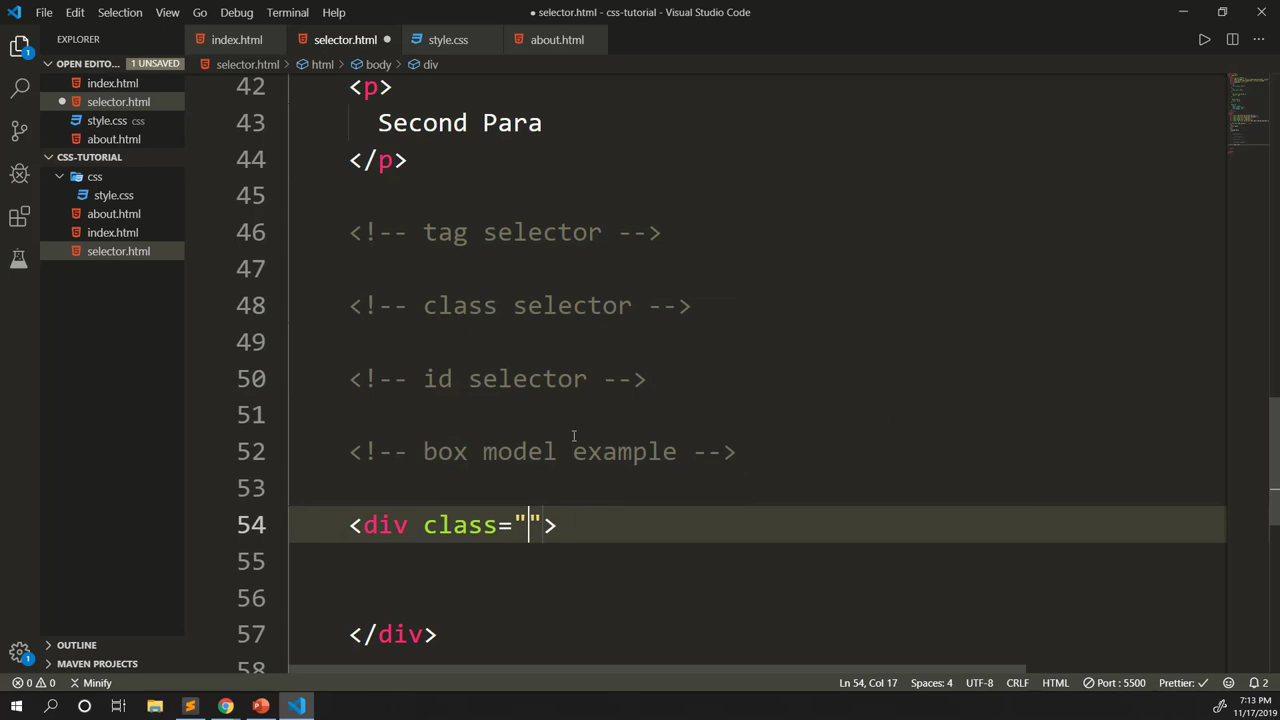 File Edit Selection View Go Debug Terminal Help
● selector.html - css-tutorial - Visual Studio Code
EXPLORER
index.html
selector.html
style.css
about.html
OPEN EDITO... 1 UNSAVED
selector.html > html > body > div
index.html
selector.html
style.css css
about.html
CSS-TUTORIAL
css
style.css
about.html
index.html
selector.html
42 <p>
43 Second Para
44 </p>
45
46 <!-- tag selector -->
47
48 <!-- class selector -->
49
50 <!-- id selector -->
51
52 <!-- box model example -->
53
54 <div class="">
55
56
57 </div>
58
OUTLINE
MAVEN PROJECTS
1
1
0 0 Minify
Ln 54, Col 17 Spaces: 4 UTF-8 CRLF HTML Port : 5500 Prettier: ✓ 2
7:13 PM
11/17/2019